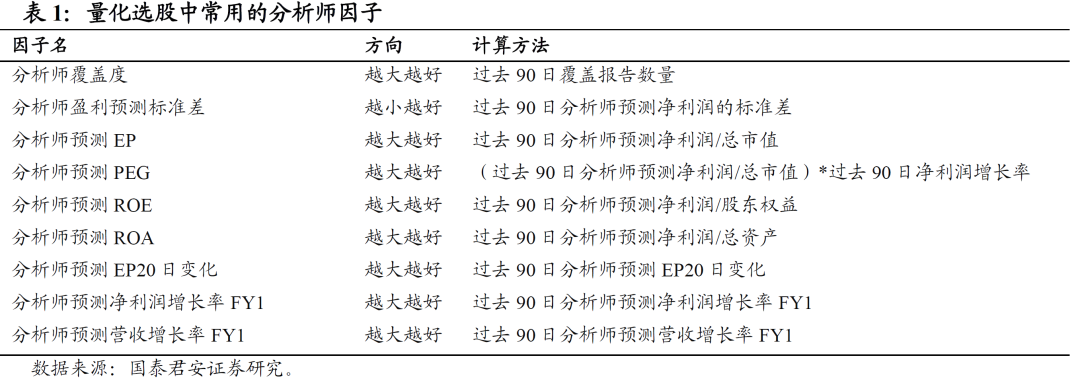 表 1：量化选股中常用的分析师因子
因子名 方向 计算方法
分析师覆盖度 越大越好 过去 90 日覆盖报告数量
分析师盈利预测标准差 越小越好 过去 90 日分析师预测净利润的标准差
分析师预测 EP 越大越好 过去 90 日分析师预测净利润/总市值
分析师预测 PEG 越大越好 （过去 90 日分析师预测净利润/总市值）*过去 90 日净利润增长率
分析师预测 ROE 越大越好 过去 90 日分析师预测净利润/股东权益
分析师预测 ROA 越大越好 过去 90 日分析师预测净利润/总资产
分析师预测 EP20 日变化 越大越好 过去 90 日分析师预测 EP20 日变化
分析师预测净利润增长率 FY1 越大越好 过去 90 日分析师预测净利润增长率 FY1
分析师预测营收增长率 FY1 越大越好 过去 90 日分析师预测营收增长率 FY1
数据来源：国泰君安证券研究。